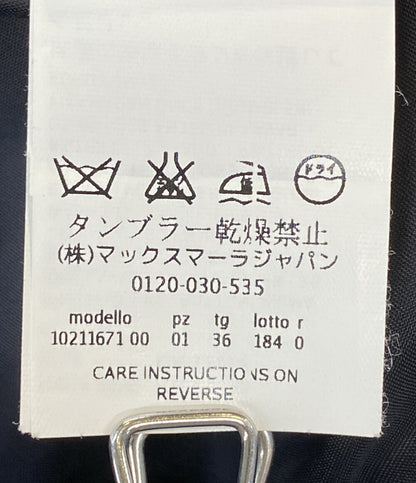 ドライ
タンブラー乾燥禁止
(株)マックスマーラジャパン
0120-030-535
modello pz tg lotto r
10211671 00 01 36 184 0
CARE INSTRUCTIONS ON
REVERSE